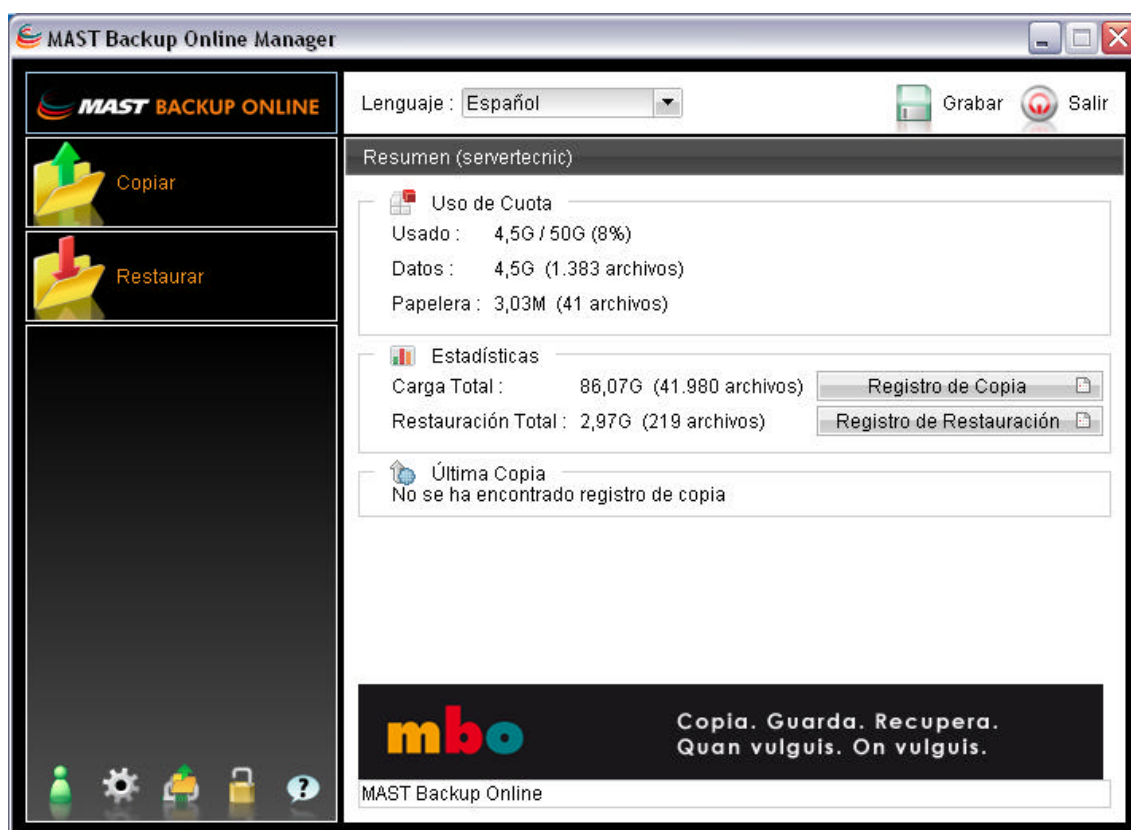 MAST Backup Online Manager
MAST BACKUP ONLINE
Lenguaje : Español
Grabar
Salir
Copiar
Restaurar
Resumen (servertecnic)
Uso de Cuota
Usado : 4,5G / 50G (8%)
Datos : 4,5G (1.383 archivos)
Papelera : 3,03M (41 archivos)
Estadísticas
Carga Total : 86,07G (41.980 archivos) Registro de Copia
Restauración Total : 2,97G (219 archivos) Registro de Restauración
Última Copia
No se ha encontrado registro de copia
mbo
Copia. Guarda. Recupera.
Quan vulguis. On vulguis.
MAST Backup Online